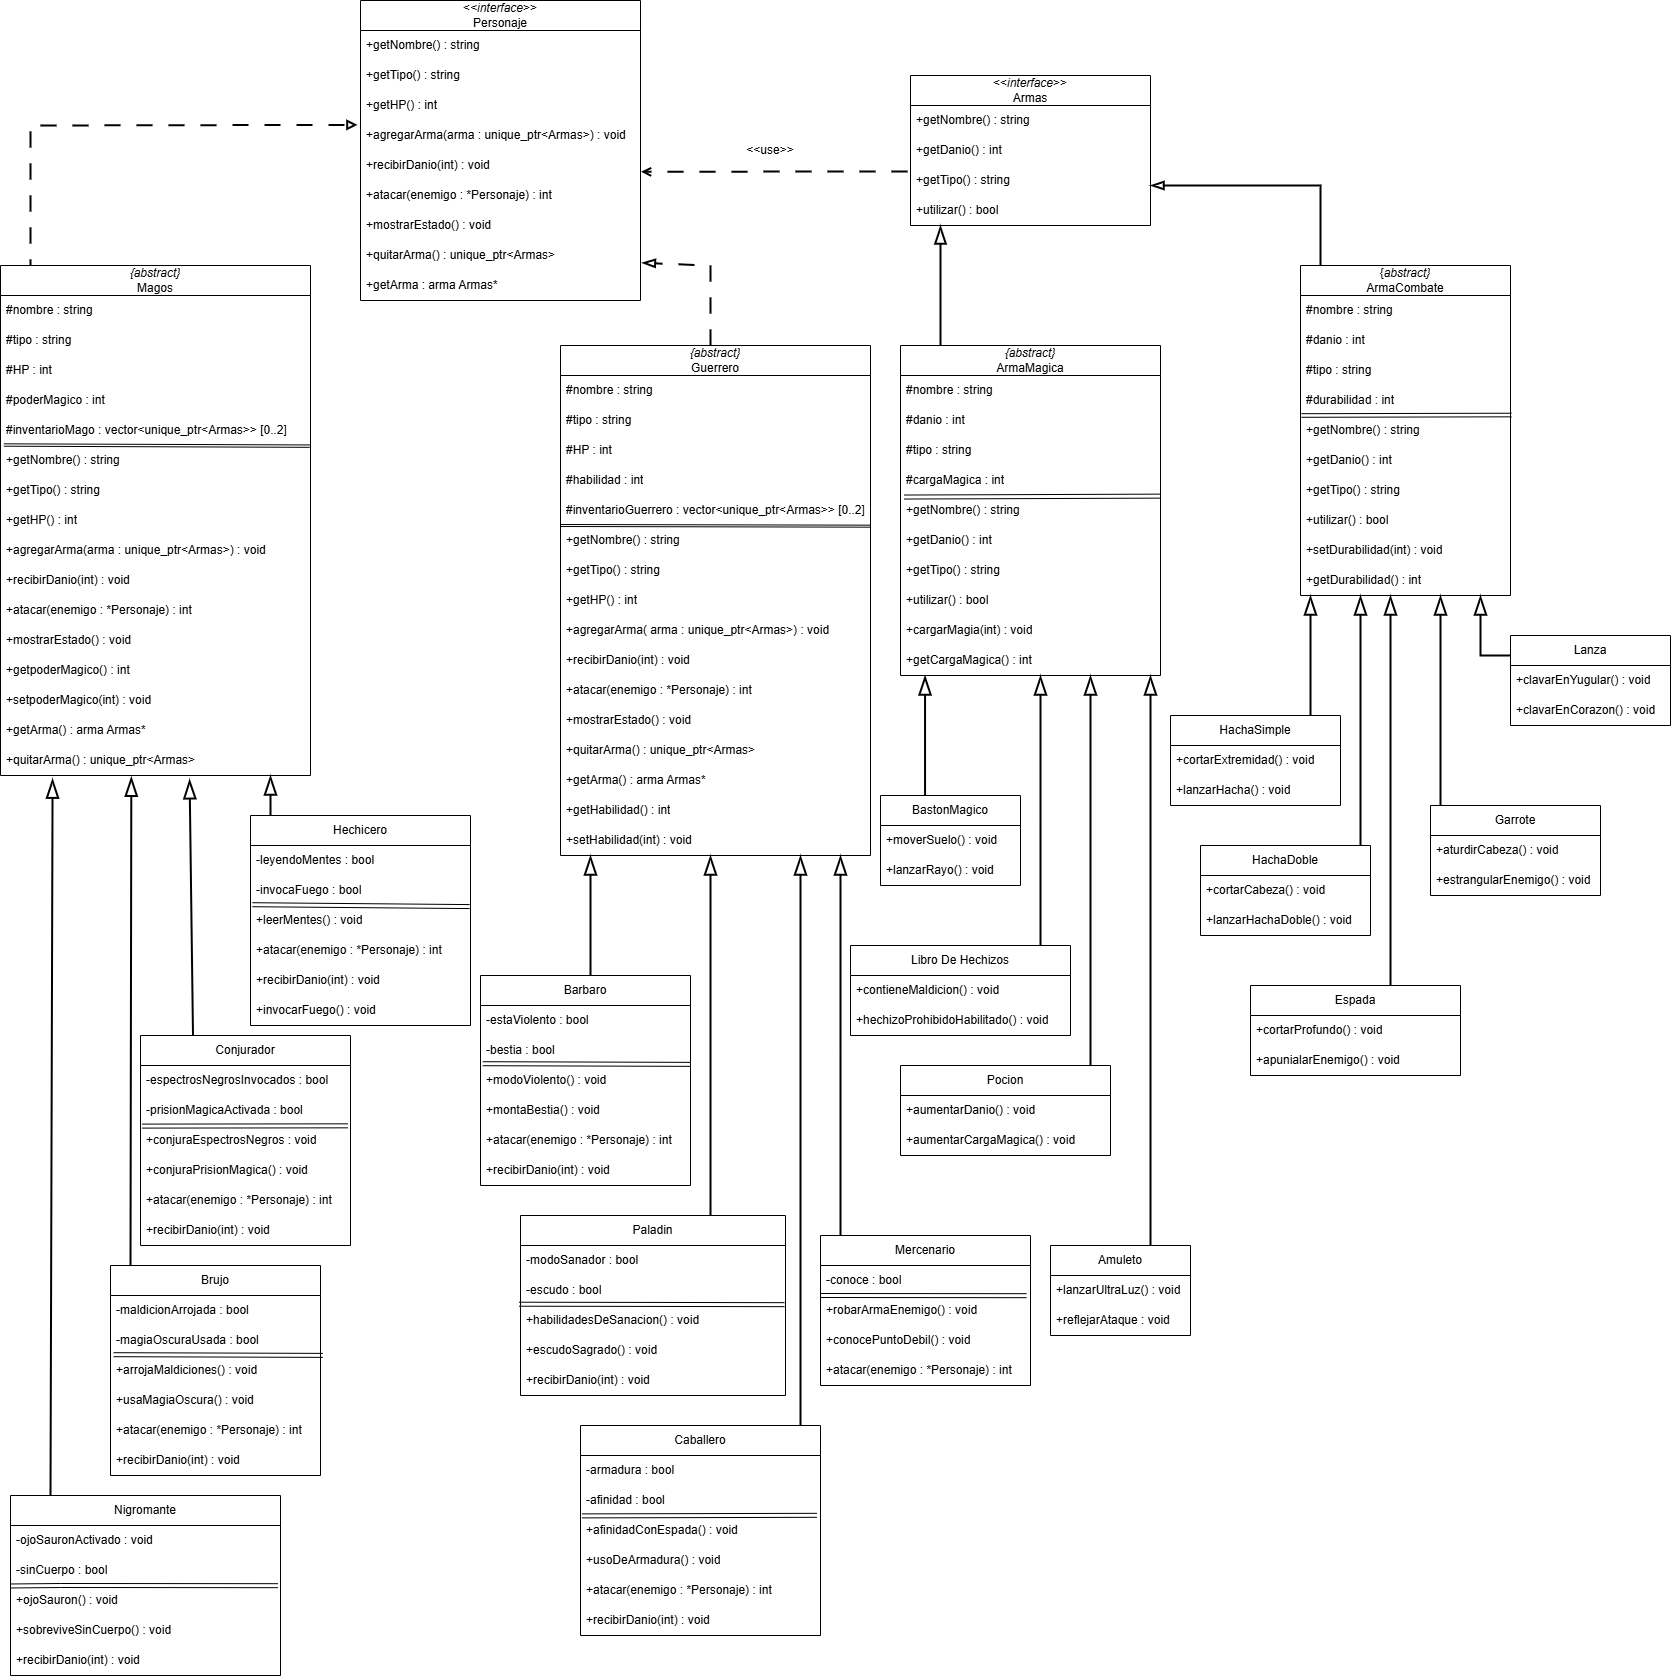 <<interface>>
Personaje
+getNombre() : string
+getTipo() : string
+getHP() : int
+agregarArma(arma : unique_ptr<Armas>) : void
+recibirDanio(int) : void
+atacar(enemigo : *Personaje) : int
+mostrarEstado() : void
+quitarArma() : unique_ptr<Armas>
+getArma : arma Armas*
<<use>>
<<interface>>
Armas
+getNombre() : string
+getDanio() : int
+getTipo() : string
+utilizar() : bool
{abstract}
Magos
#nombre : string
#tipo : string
#HP : int
#poderMagico : int
#inventarioMago : vector<unique_ptr<Armas>> [0..2]
+getNombre() : string
+getTipo() : string
+getHP() : int
+agregarArma(arma : unique_ptr<Armas>) : void
+recibirDanio(int) : void
+atacar(enemigo : *Personaje) : int
+mostrarEstado() : void
+getpoderMagico() : int
+setpoderMagico(int) : void
+getArma() : arma Armas*
+quitarArma() : unique_ptr<Armas>
{abstract}
Guerrero
#nombre : string
#tipo : string
#HP : int
#habilidad : int
#inventarioGuerrero : vector<unique_ptr<Armas>> [0..2]
+getNombre() : string
+getTipo() : string
+getHP() : int
+agregarArma( arma : unique_ptr<Armas>) : void
+recibirDanio(int) : void
+atacar(enemigo : *Personaje) : int
+mostrarEstado() : void
+quitarArma() : unique_ptr<Armas>
+getArma() : arma Armas*
+getHabilidad() : int
+setHabilidad(int) : void
{abstract}
ArmaMagica
#nombre : string
#danio : int
#tipo : string
#cargaMagica : int
+getNombre() : string
+getDanio() : int
+getTipo() : string
+utilizar() : bool
+cargarMagia(int) : void
+getCargaMagica() : int
{abstract}
ArmaCombate
#nombre : string
#danio : int
#tipo : string
#durabilidad : int
+getNombre() : string
+getDanio() : int
+getTipo() : string
+utilizar() : bool
+setDurabilidad(int) : void
+getDurabilidad() : int
Lanza
+clavarEnYugular() : void
+clavarEnCorazon() : void
HachaSimple
+cortarExtremidad() : void
+lanzarHacha() : void
Garrote
+aturdirCabeza() : void
+estrangularEnemigo() : void
HachaDoble
+cortarCabeza() : void
+lanzarHachaDoble() : void
Espada
+cortarProfundo() : void
+apunialarEnemigo() : void
BastonMagico
+moverSuelo() : void
+lanzarRayo() : void
Libro De Hechizos
+contieneMaldicion() : void
+hechizoProhibidoHabilitado() : void
Pocion
+aumentarDanio() : void
+aumentarCargaMagica() : void
Amuleto
+lanzarUltraLuz() : void
+reflejarAtaque : void
Hechicero
-leyendoMentes : bool
-invocaFuego : bool
+leerMentes() : void
+atacar(enemigo : *Personaje) : int
+recibirDanio(int) : void
+invocarFuego() : void
Conjurador
-espectrosNegrosInvocados : bool
-prisionMagicaActivada : bool
+conjuraEspectrosNegros : void
+conjuraPrisionMagica() : void
+atacar(enemigo : *Personaje) : int
+recibirDanio(int) : void
Brujo
-maldicionArrojada : bool
-magiaOscuraUsada : bool
+arrojaMaldiciones() : void
+usaMagiaOscura() : void
+atacar(enemigo : *Personaje) : int
+recibirDanio(int) : void
Nigromante
-ojoSauronActivado : void
-sinCuerpo : bool
+ojoSauron() : void
+sobreviveSinCuerpo() : void
+recibirDanio(int) : void
Barbaro
-estaViolento : bool
-bestia : bool
+modoViolento() : void
+montaBestia() : void
+atacar(enemigo : *Personaje) : int
+recibirDanio(int) : void
Paladin
-modoSanador : bool
-escudo : bool
+habilidadesDeSanacion() : void
+escudoSagrado() : void
+recibirDanio(int) : void
Mercenario
-conoce : bool
+robarArmaEnemigo() : void
+conocePuntoDebil() : void
+atacar(enemigo : *Personaje) : int
Caballero
-armadura : bool
-afinidad : bool
+afinidadConEspada() : void
+usoDeArmadura() : void
+atacar(enemigo : *Personaje) : int
+recibirDanio(int) : void